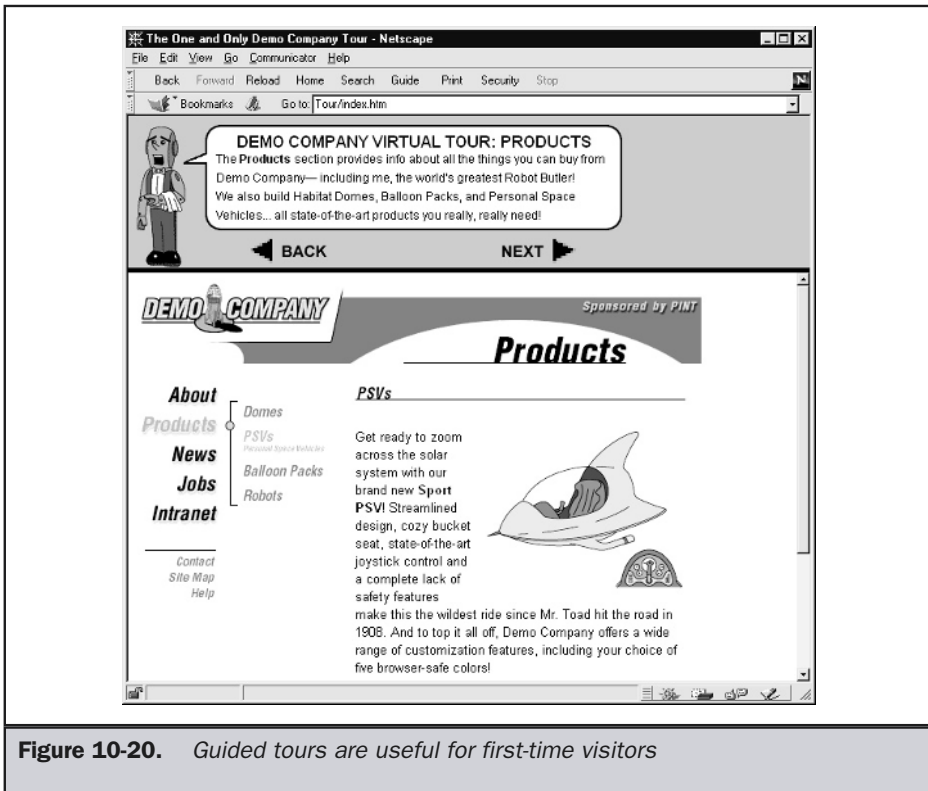 The One and Only Demo Company Tour - Netscape
File Edit View Go Communicator Help
Back Forward Reload Home Search Guide Print Security Stop
N
Bookmarks Go to: Tour/index.htm
DEMO COMPANY VIRTUAL TOUR: PRODUCTS
The Products section provides info about all the things you can buy from
Demo Company— including me, the world's greatest Robot Butler!
We also build Habitat Domes, Balloon Packs, and Personal Space
Vehicles... all state-of-the-art products you really, really need!
BACK NEXT
DEMO COMPANY
Sponsored by PINT
Products
About
Products
News
Jobs
Intranet
Domes
PSVs
Personal Space Vehicles
Balloon Packs
Robots
Contact
Site Map
Help
PSVs
Get ready to zoom
across the solar
system with our
brand new Sport
PSV! Streamlined
design, cozy bucket
seat, state-of-the-art
joystick control and
a complete lack of
safety features
make this the wildest ride since Mr. Toad hit the road in
1908. And to top it all off, Demo Company offers a wide
range of customization features, including your choice of
five browser-safe colors!
Figure 10-20. Guided tours are useful for first-time visitors